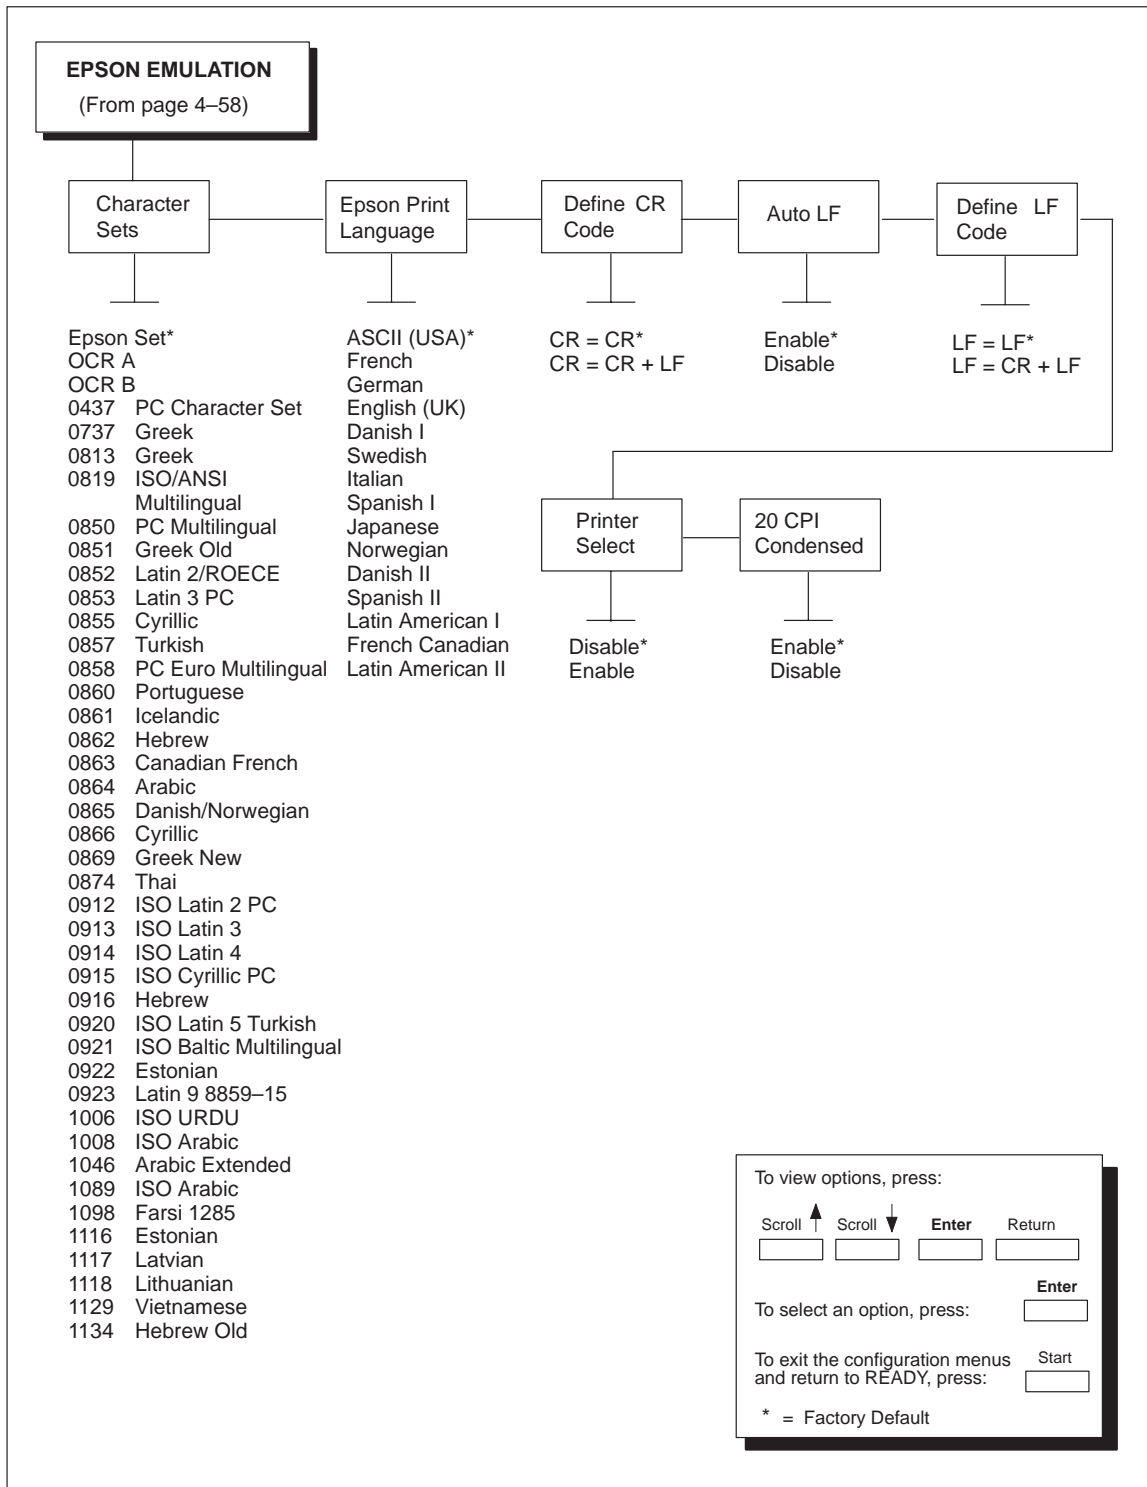 EPSON EMULATION
(From page 4–58)
Character
Sets
Epson Print
Language
Define CR
Code
Auto LF
Define LF
Code
Epson Set*
OCR A
OCR B
0437 PC Character Set
0737 Greek
0813 Greek
0819 ISO/ANSI
Multilingual
0850 PC Multilingual
0851 Greek Old
0852 Latin 2/ROECE
0853 Latin 3 PC
0855 Cyrillic
0857 Turkish
0858 PC Euro Multilingual
0860 Portuguese
0861 Icelandic
0862 Hebrew
0863 Canadian French
0864 Arabic
0865 Danish/Norwegian
0866 Cyrillic
0869 Greek New
0874 Thai
0912 ISO Latin 2 PC
0913 ISO Latin 3
0914 ISO Latin 4
0915 ISO Cyrillic PC
0916 Hebrew
0920 ISO Latin 5 Turkish
0921 ISO Baltic Multilingual
0922 Estonian
0923 Latin 9 8859–15
1006 ISO URDU
1008 ISO Arabic
1046 Arabic Extended
1089 ISO Arabic
1098 Farsi 1285
1116 Estonian
1117 Latvian
1118 Lithuanian
1129 Vietnamese
1134 Hebrew Old
ASCII (USA)*
French
German
English (UK)
Danish I
Swedish
Italian
Spanish I
Japanese
Norwegian
Danish II
Spanish II
Latin American I
French Canadian
Latin American II
CR = CR*
CR = CR + LF
Enable*
Disable
LF = LF*
LF = CR + LF
Printer
Select
20 CPI
Condensed
Disable*
Enable
Enable*
Disable
To view options, press:
Scroll Scroll Enter Return
Enter
To select an option, press:
To exit the configuration menus Start
and return to READY, press:
* = Factory Default